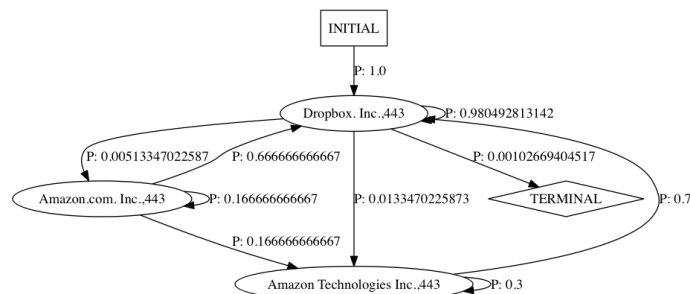 INITIAL
P: 1.0
Dropbox. Inc.,443
P: 0.980492813142
P: 0.00513347022587
P: 0.666666666667
P: 0.00102669404517
Amazon.com. Inc.,443
P: 0.166666666667
P: 0.0133470225873
TERMINAL
P: 0.7
P: 0.166666666667
Amazon Technologies Inc.,443
P: 0.3